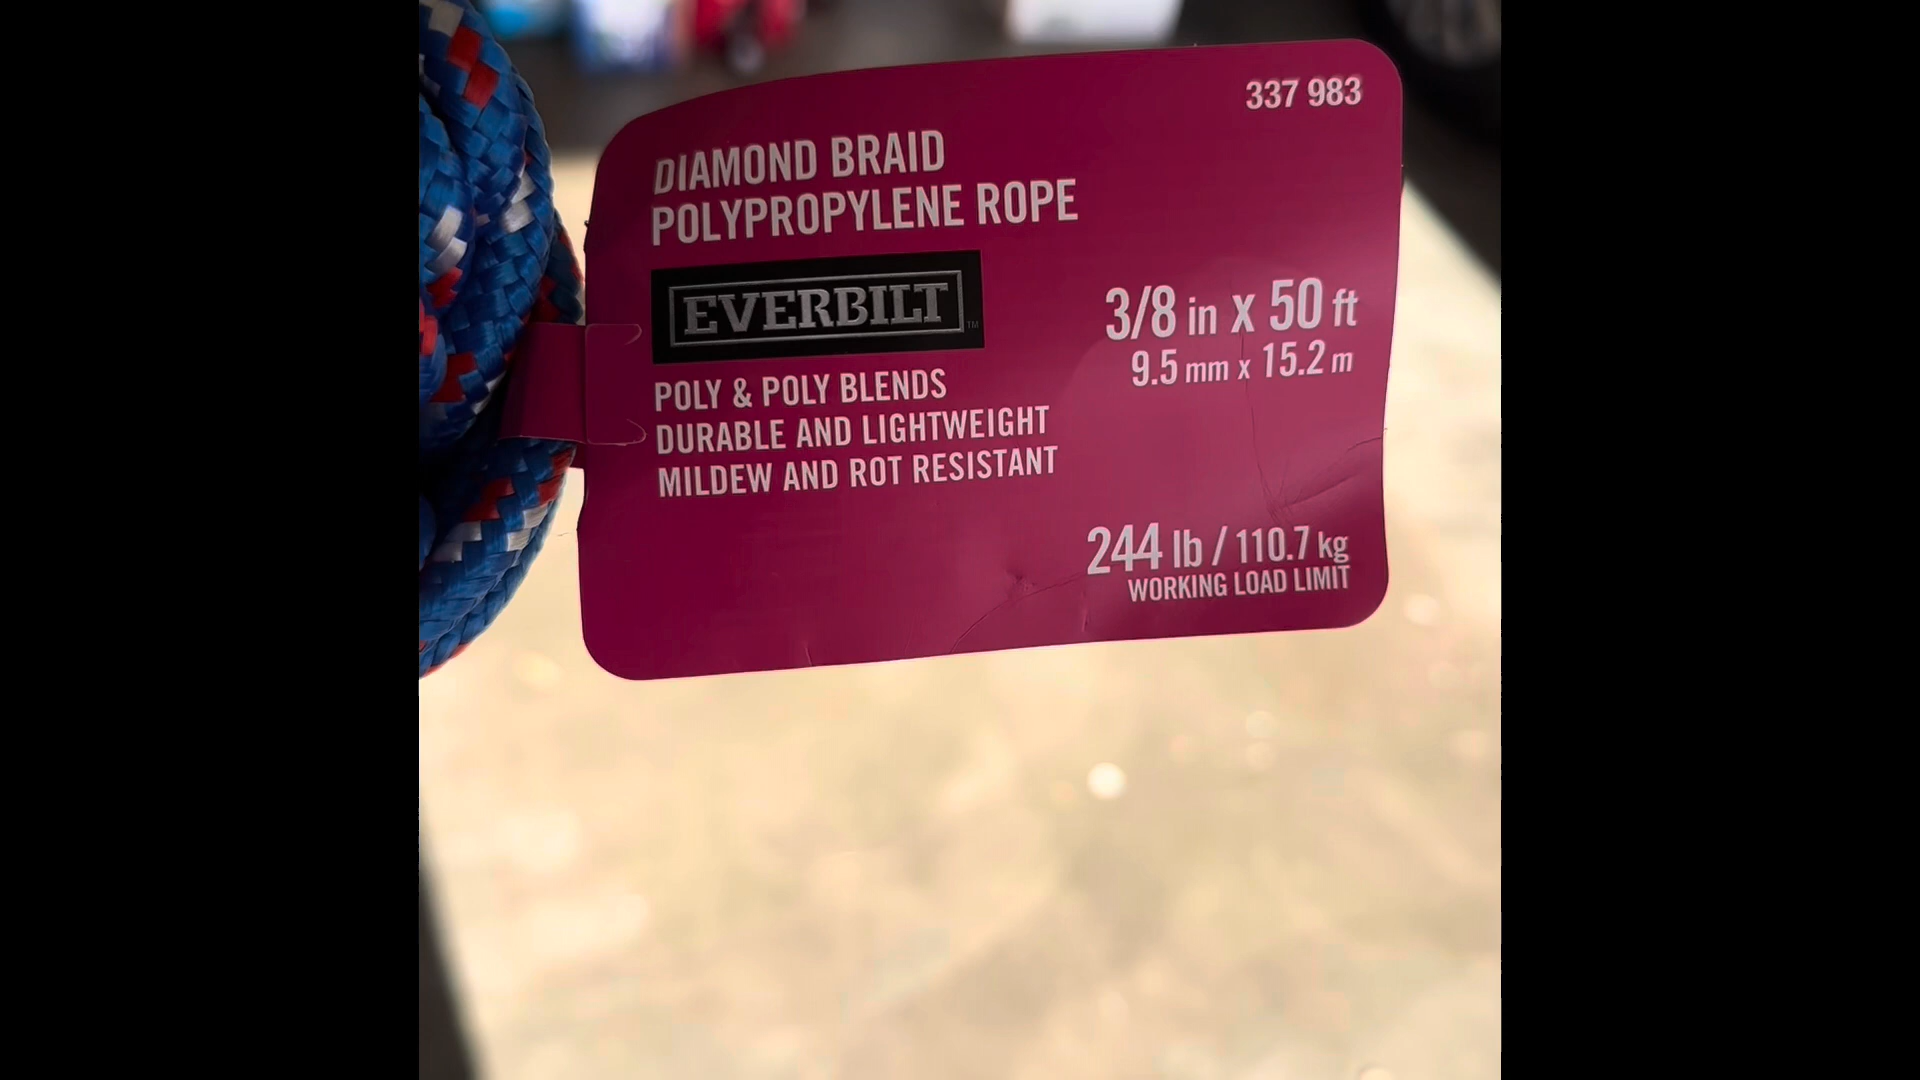 337 983
DIAMOND BRAID
POLYPROPYLENE ROPE
EVERBILT™
3/8 in x 50 ft
9.5 mm x 15.2 m
POLY & POLY BLENDS
DURABLE AND LIGHTWEIGHT
MILDEW AND ROT RESISTANT
244 lb / 110.7 kg
WORKING LOAD LIMIT